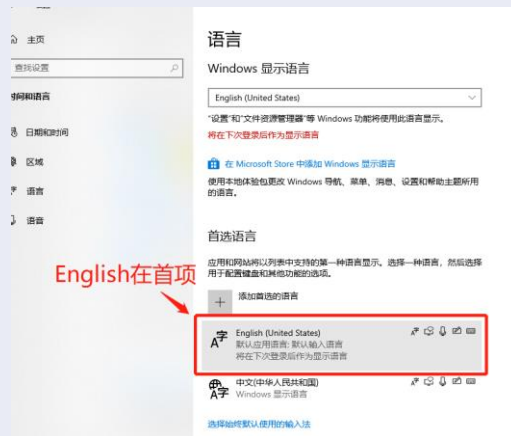 主页
查找设置
时间和语言
日期和时间
区域
语言
语音
语言
Windows 显示语言
English (United States)
"设置"和"文件资源管理器"等 Windows 功能将使用此语言显示。
将在下次登录后作为显示语言
在 Microsoft Store 中添加 Windows 显示语言
使用本地体验包更改 Windows 导航、菜单、消息、设置和帮助主题所用
的语言。
首选语言
应用和网站将以列表中支持的第一种语言显示。选择一种语言，然后选择
用于配置键盘和其他功能的选项。
English在首项
添加首选的语言
English (United States)
默认应用语言: 默认输入语言
将在下次登录后作为显示语言
中文(中华人民共和国)
Windows 显示语言
选择始终默认使用的输入法